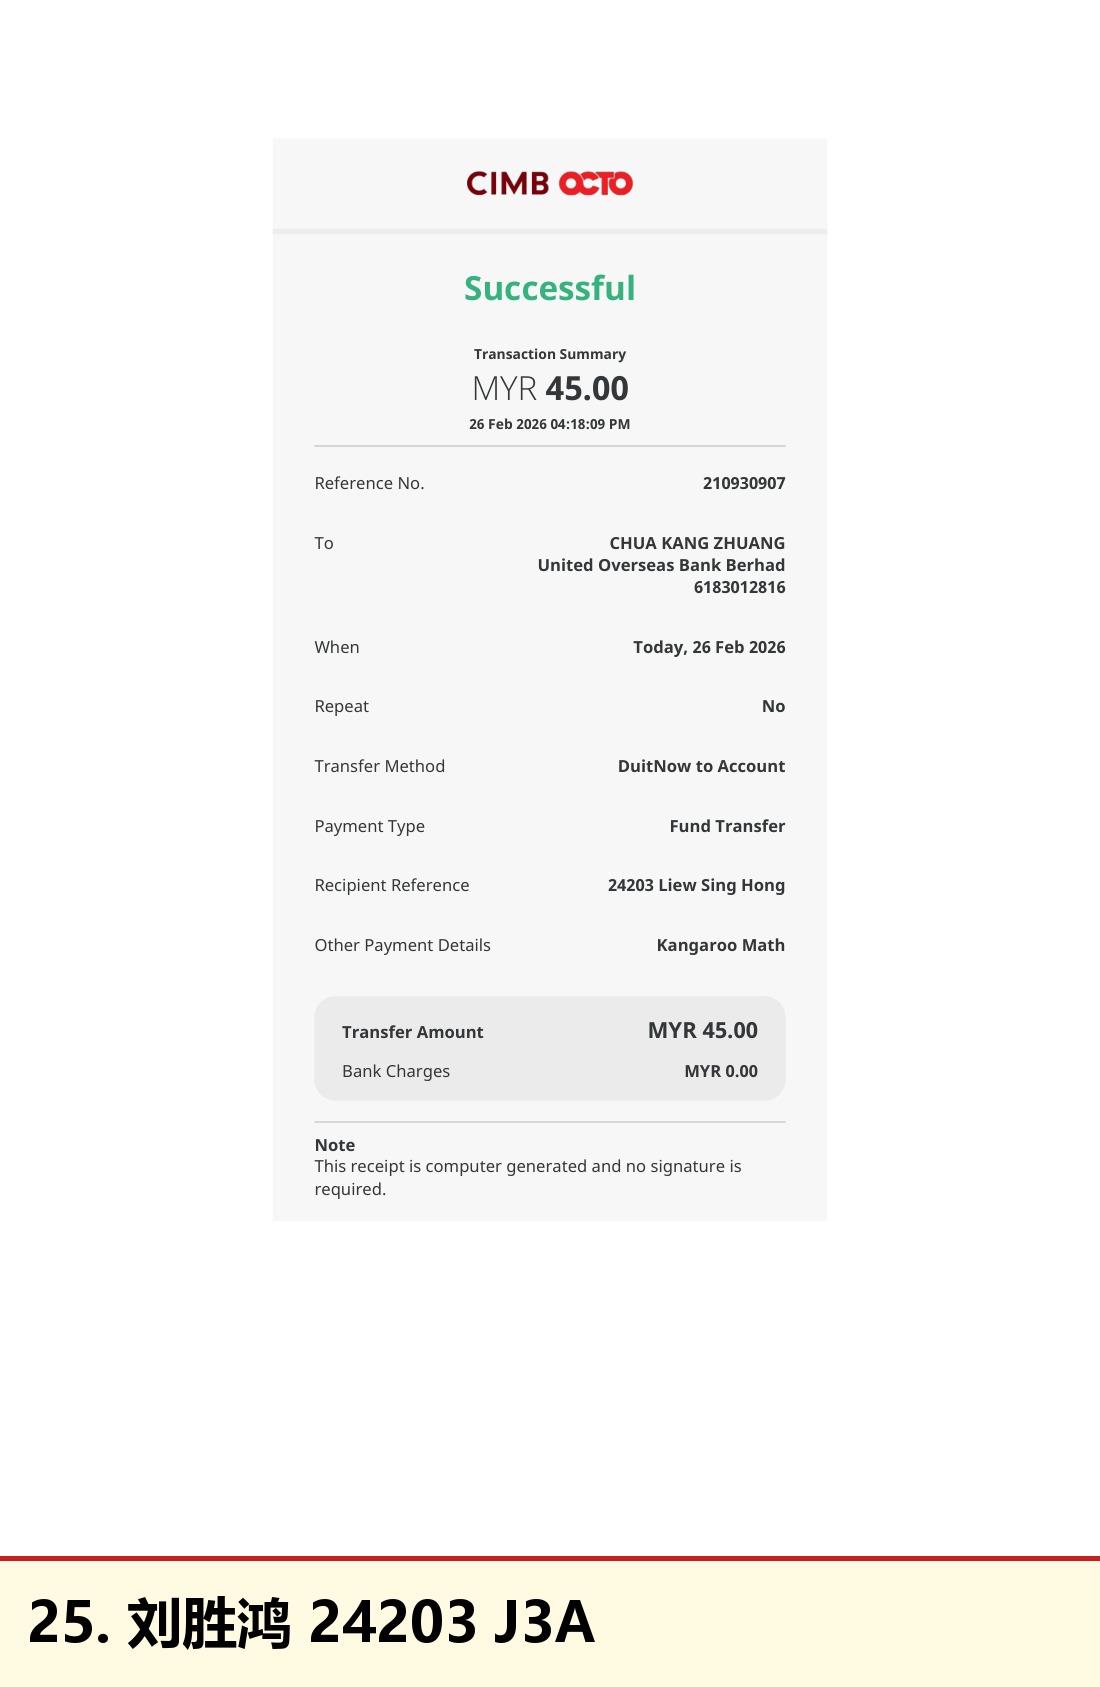 CIMB OCTO
Successful
Transaction Summary
MYR 45.00
26 Feb 2026 04:18:09 PM
Reference No. 210930907
To CHUA KANG ZHUANG
United Overseas Bank Berhad
6183012816
When Today, 26 Feb 2026
Repeat No
Transfer Method DuitNow to Account
Payment Type Fund Transfer
Recipient Reference 24203 Liew Sing Hong
Other Payment Details Kangaroo Math
Transfer Amount MYR 45.00
Bank Charges MYR 0.00
Note
This receipt is computer generated and no signature is
required.
25. 刘胜鸿 24203 J3A